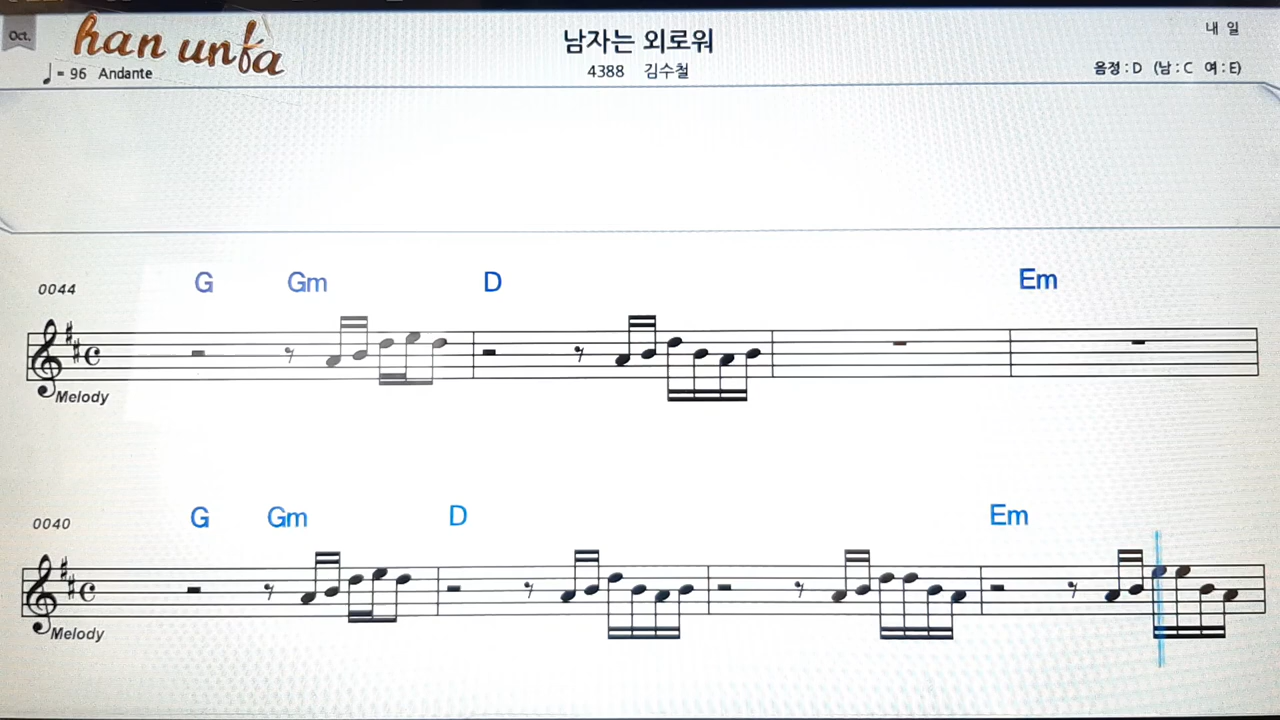 Oct.
han unfa
남자는 외로워
내 일
♩= 96 Andante
4388 김수철
음정 : D (남 : C 여 : E)
0044
G Gm D Em
Melody
0040
G Gm D Em
Melody